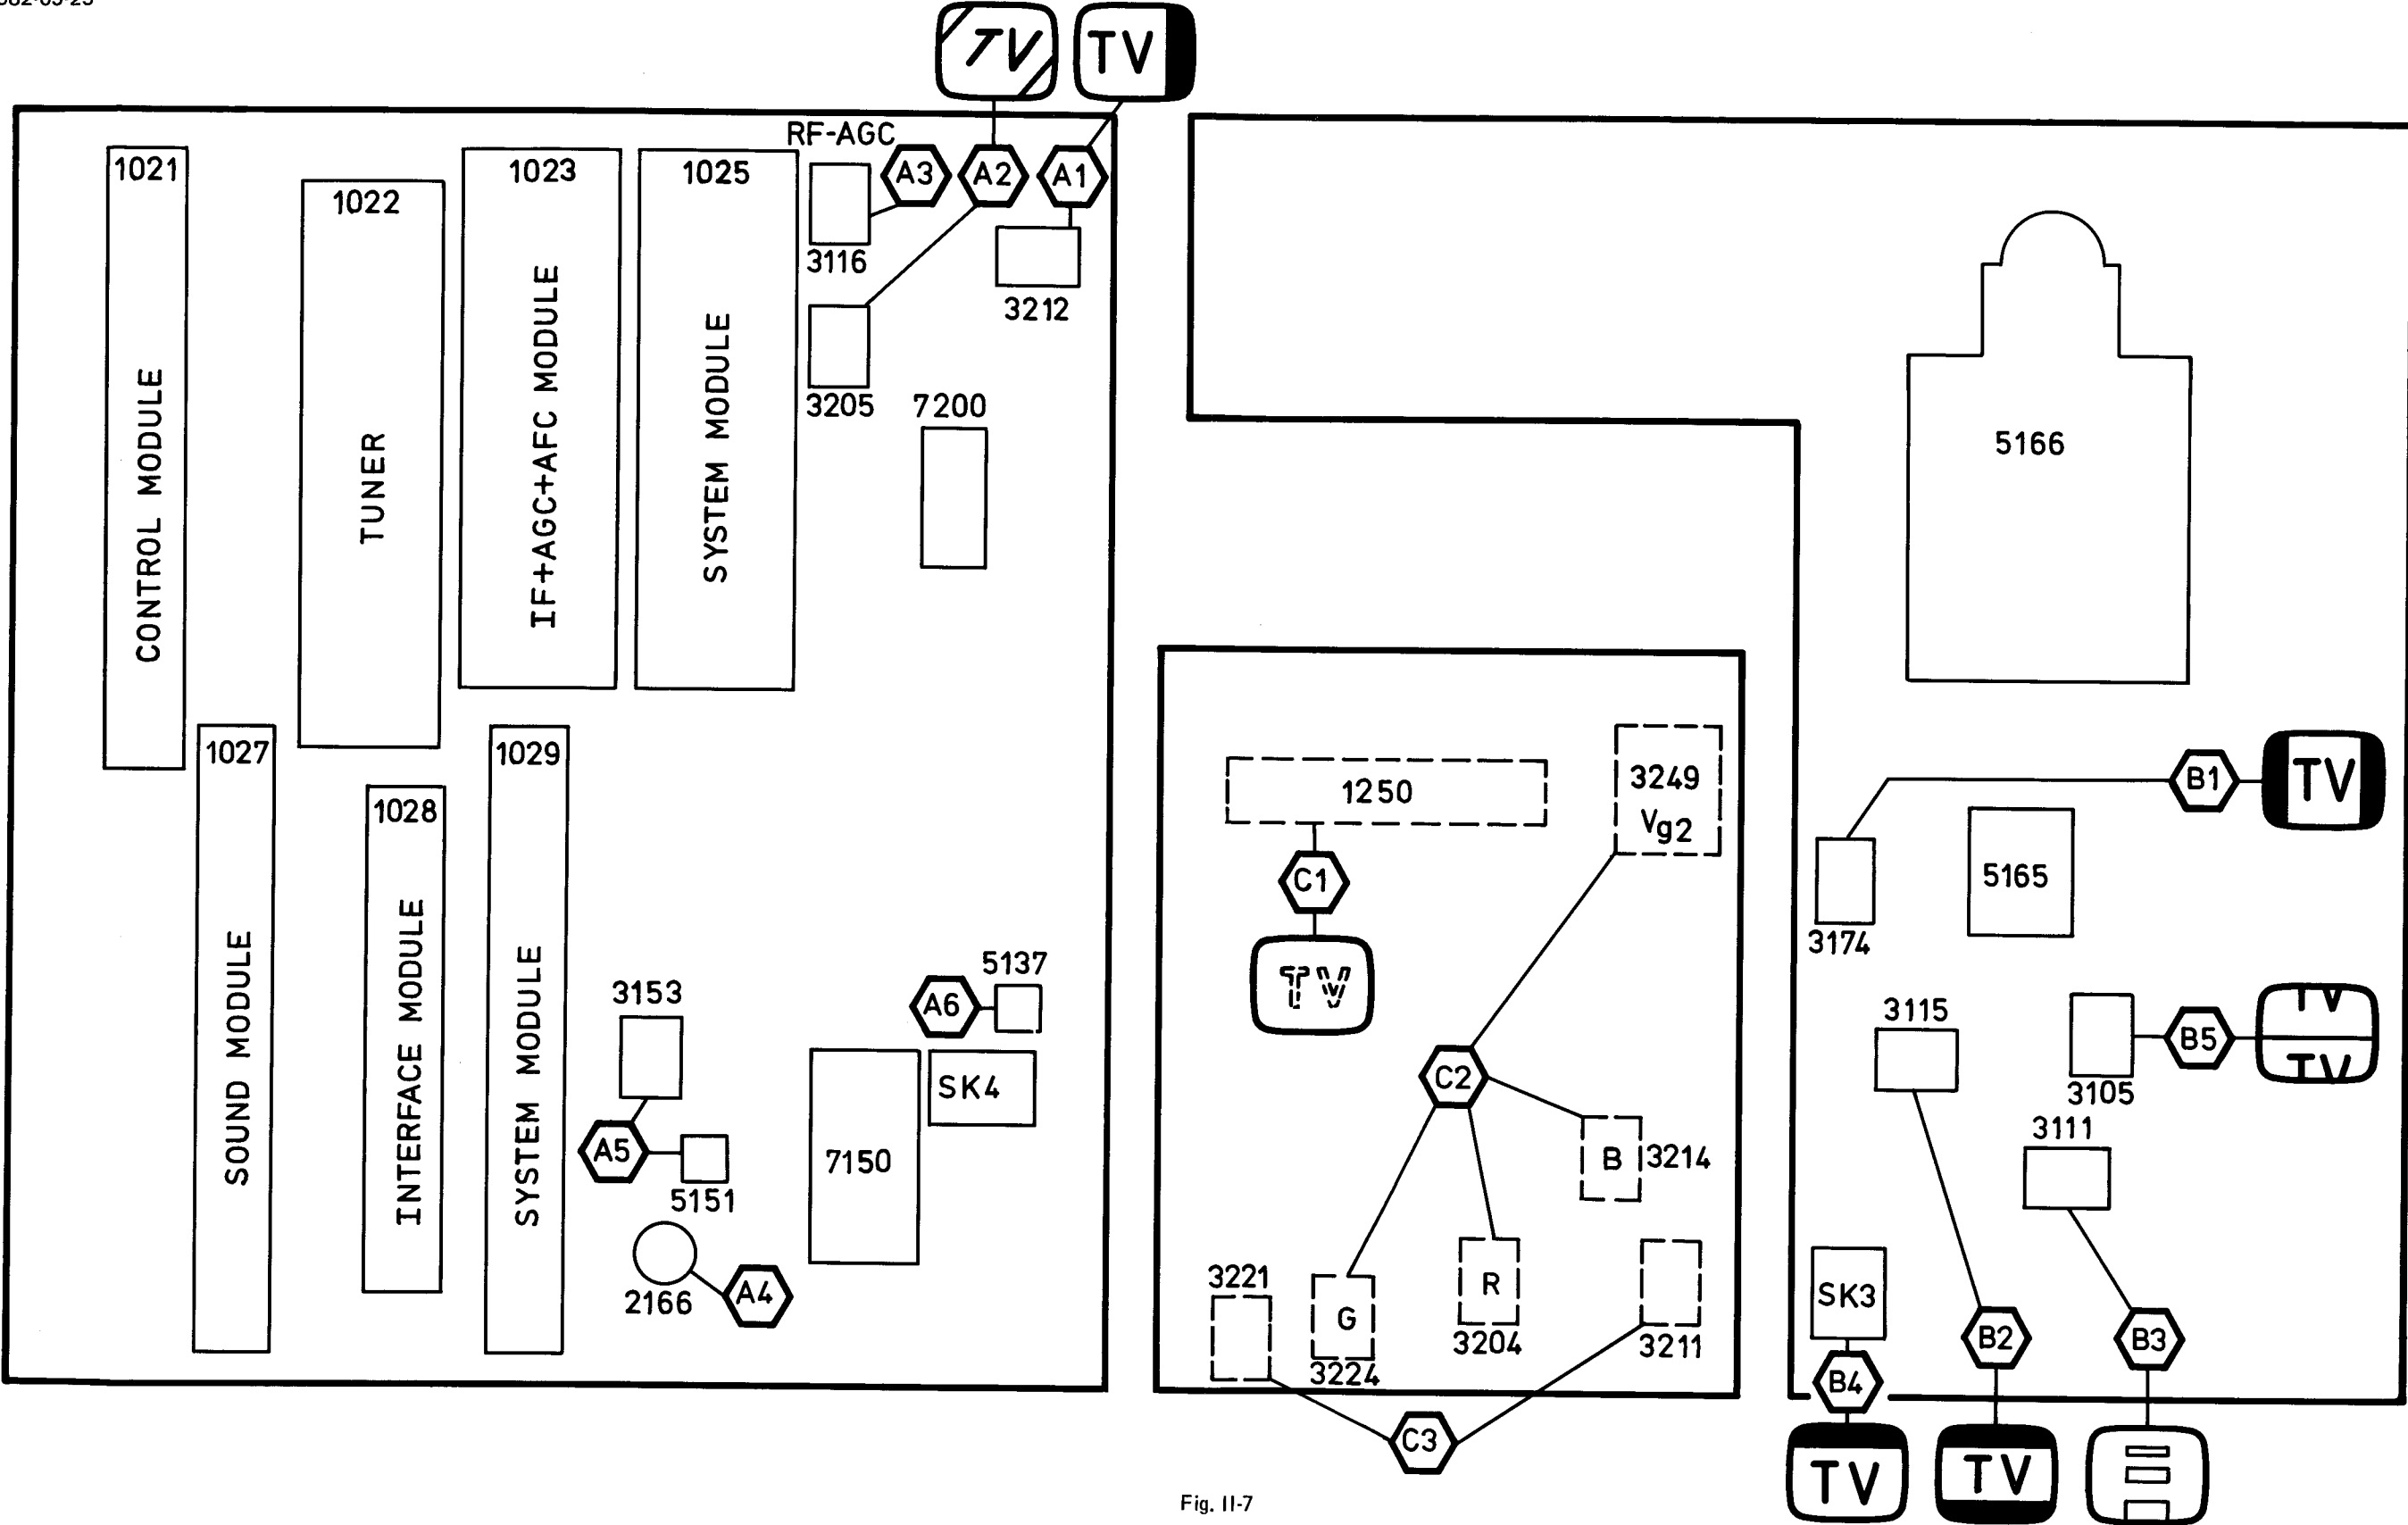 TV
TV
RF-AGC
A3
A2
A1
1021
1022
1023
1025
3116
3212
3205
7200
CONTROL MODULE
TUNER
IF+AGC+AFC MODULE
SYSTEM MODULE
1027
1028
1029
SOUND MODULE
INTERFACE MODULE
SYSTEM MODULE
3153
A6
5137
SK4
A5
5151
7150
2166
A4
1250
3249
Vg2
C1
TV
C2
B
3214
3221
G
3224
R
3204
3211
C3
5166
B1
TV
5165
3174
3115
3105
B5
TV
TV
3111
SK3
B2
B3
B4
TV
TV
Fig. II-7